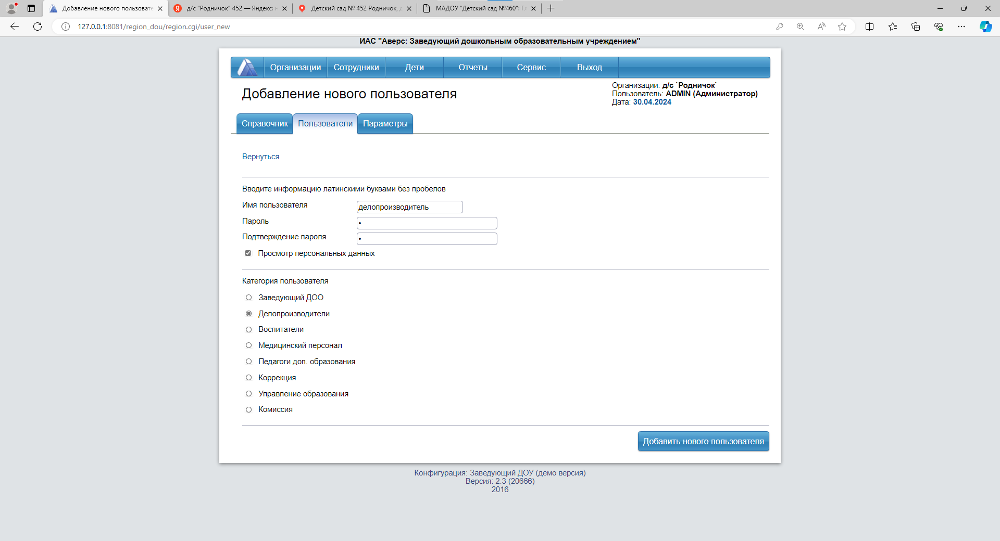 Добавление нового пользовате
д/с "Родничок" 452 — Яндекс: н
Детский сад № 452 Родничок, д
МАДОУ "Детский сад №460": Гл
127.0.0.1:8081/region_dou/region.cgi/user_new
ИАС "Аверс: Заведующий дошкольным образовательным учреждением"
Организации
Сотрудники
Дети
Отчеты
Сервис
Выход
Добавление нового пользователя
Организации: д/с `Родничок`
Пользователь: ADMIN (Администратор)
Дата: 30.04.2024
Справочник
Пользователи
Параметры
Вернуться
Вводите информацию латинскими буквами без пробелов
Имя пользователя
делопроизводитель
Пароль
Подтверждение пароля
Просмотр персональных данных
Категория пользователя
Заведующий ДОО
Делопроизводители
Воспитатели
Медицинский персонал
Педагоги доп. образования
Коррекция
Управление образования
Комиссия
Добавить нового пользователя
Конфигурация: Заведующий ДОУ (демо версия)
Версия: 2.3 (20666)
2016